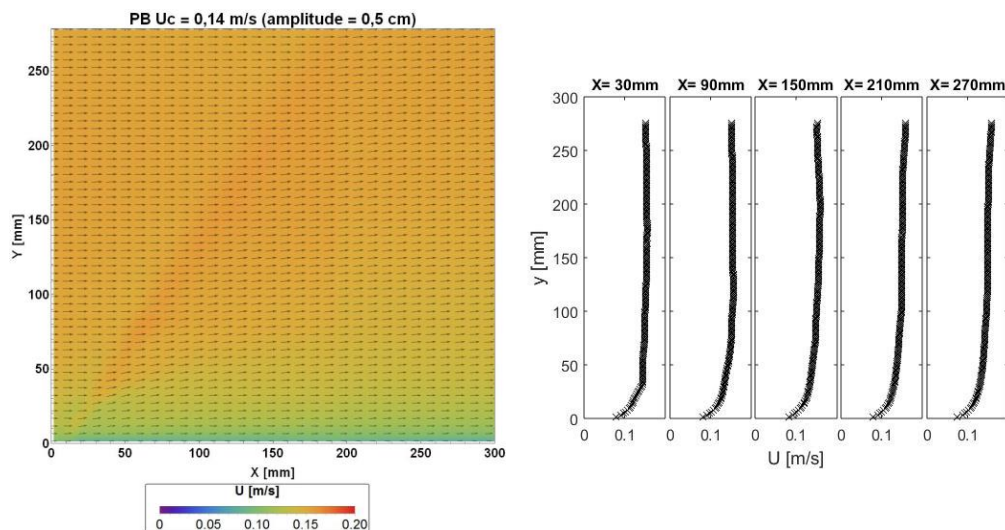 PB Uc = 0,14 m/s (amplitude = 0,5 cm)
250
200
150
100
50
0
Y [mm]
0 50 100 150 200 250 300
X [mm]
U [m/s]
0 0.05 0.10 0.15 0.20
X= 30mm X= 90mm X= 150mm X= 210mm X= 270mm
300
250
200
150
100
50
0
y [mm]
0 0.1 0 0.1 0 0.1 0 0.1 0 0.1
U [m/s]